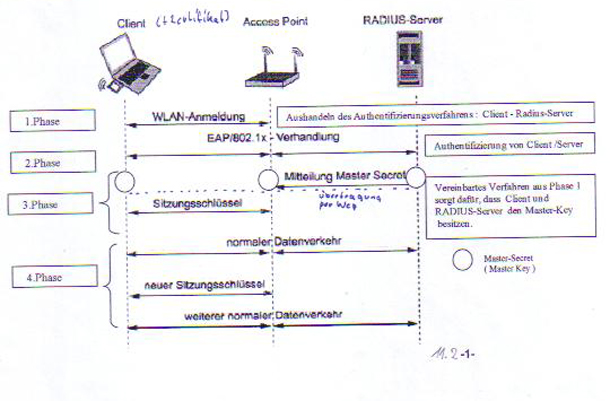 Client (+Zertifikat) Access Point RADIUS-Server
1.Phase
WLAN-Anmeldung
Aushandeln des Authentifizierungsverfahrens : Client - Radius-Server
EAP/802.1x - Verhandlung
Authentifizierung von Client /Server
2.Phase
Mitteilung Master Secret
übertragung
per Weg
Vereinbartes Verfahren aus Phase 1
sorgt dafür, dass Client und
RADIUS-Server den Master-Key
besitzen.
3.Phase
Sitzungsschlüssel
normaler Datenverkehr
Master-Secret
( Master Key )
4.Phase
neuer Sitzungsschlüssel
weiterer normaler Datenverkehr
11.2 -1-